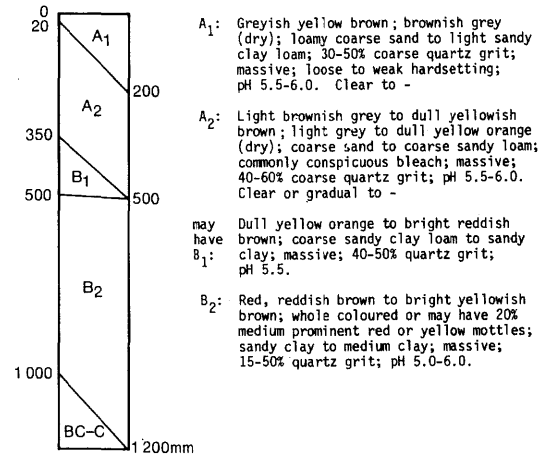 0
20
A1
200
A2
350
B1
500
500
B2
1 000
BC-C
1 200mm
A1: Greyish yellow brown; brownish grey
(dry); loamy coarse sand to light sandy
clay loam; 30-50% coarse quartz grit;
massive; loose to weak hardsetting;
pH 5.5-6.0. Clear to -
A2: Light brownish grey to dull yellowish
brown; light grey to dull yellow orange
(dry); coarse sand to coarse sandy loam;
commonly conspicuous bleach; massive;
40-60% coarse quartz grit; pH 5.5-6.0.
Clear or gradual to -
may Dull yellow orange to bright reddish
have brown; coarse sandy clay loam to sandy
B1: clay; massive; 40-50% quartz grit;
pH 5.5.
B2: Red, reddish brown to bright yellowish
brown; whole coloured or may have 20%
medium prominent red or yellow mottles;
sandy clay to medium clay; massive;
15-50% quartz grit; pH 5.0-6.0.